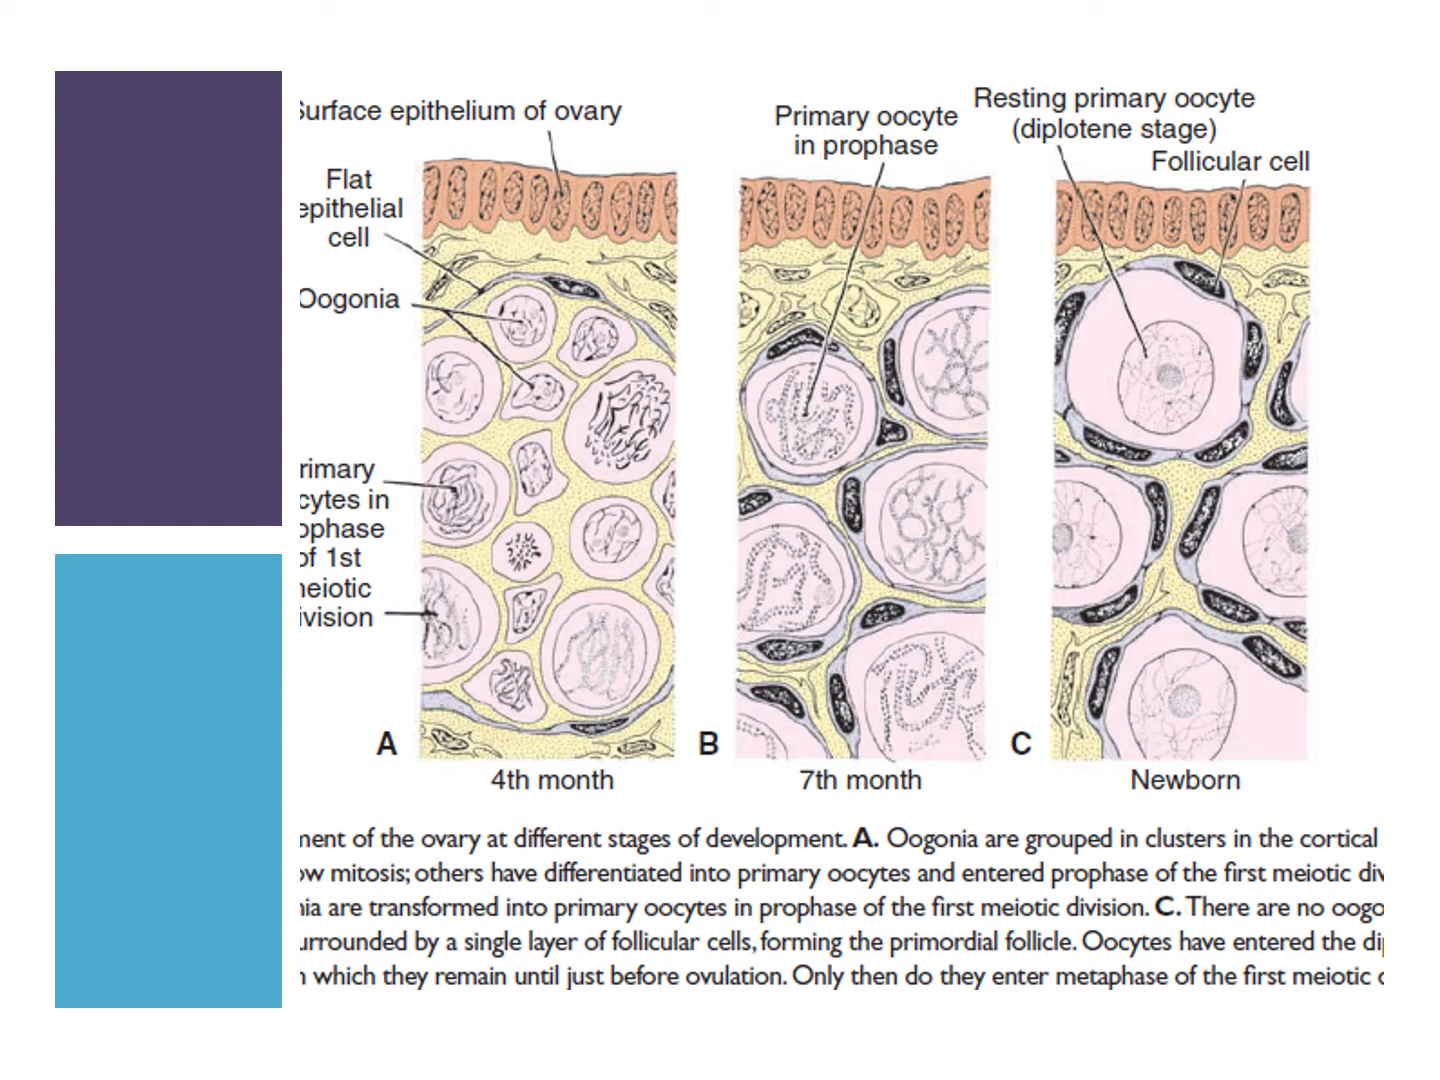 Surface epithelium of ovary
Flat
epithelial
cell
Oogonia
rimary
cytes in
ophase
of 1st
neiotic
ivision
Primary oocyte
in prophase
Resting primary oocyte
(diplotene stage)
Follicular cell
A
4th month
B
7th month
C
Newborn
ment of the ovary at different stages of development. A. Oogonia are grouped in clusters in the cortical
ow mitosis; others have differentiated into primary oocytes and entered prophase of the first meiotic div
nia are transformed into primary oocytes in prophase of the first meiotic division. C. There are no oogo
urrounded by a single layer of follicular cells, forming the primordial follicle. Oocytes have entered the dip
n which they remain until just before ovulation. Only then do they enter metaphase of the first meiotic